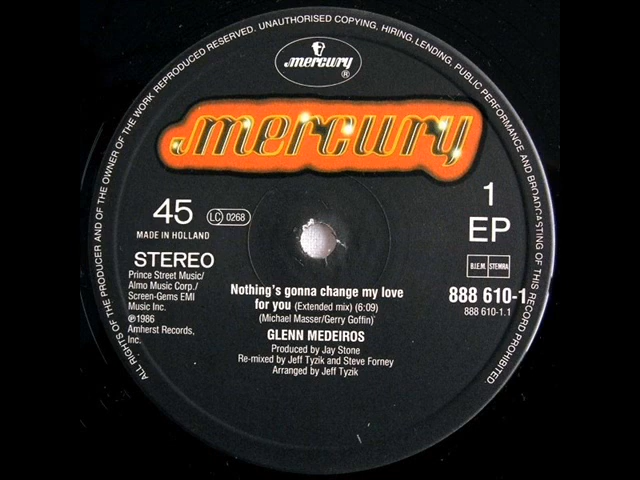 ALL RIGHTS OF THE PRODUCER AND OF THE OWNER OF THE WORK REPRODUCED RESERVED. UNAUTHORISED COPYING, HIRING, LENDING, PUBLIC PERFORMANCE AND BROADCASTING OF THIS RECORD PROHIBITED
mercury
®
mercury
45
LC 0268
MADE IN HOLLAND
STEREO
Prince Street Music/
Almo Music Corp./
Screen-Gems EMI
Music Inc.
℗1986
Amherst Records,
Inc.
1
EP
B.I.E.M. STEMRA
888 610-1
888 610-1.1
Nothing's gonna change my love
for you (Extended mix) (6:09)
(Michael Masser/Gerry Goffin)
GLENN MEDEIROS
Produced by Jay Stone
Re-mixed by Jeff Tyzik and Steve Forney
Arranged by Jeff Tyzik